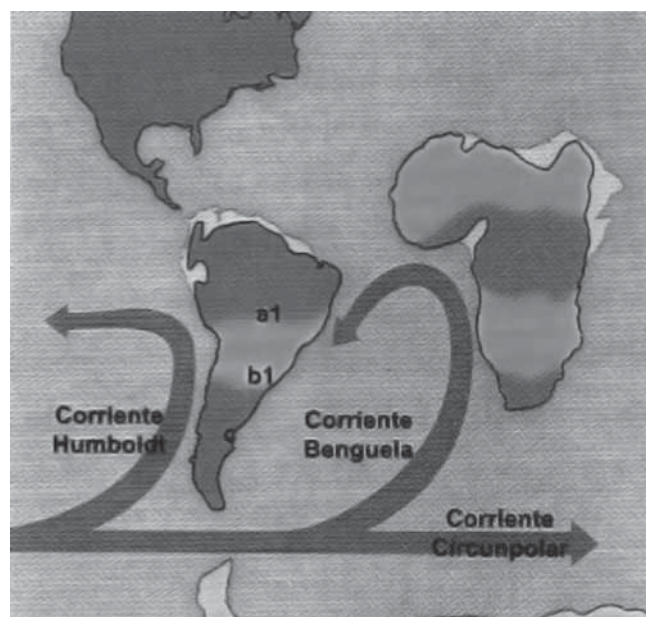 a1
b1
Corriente
Humboldt
Corriente
Benguela
Corriente
Circunpolar